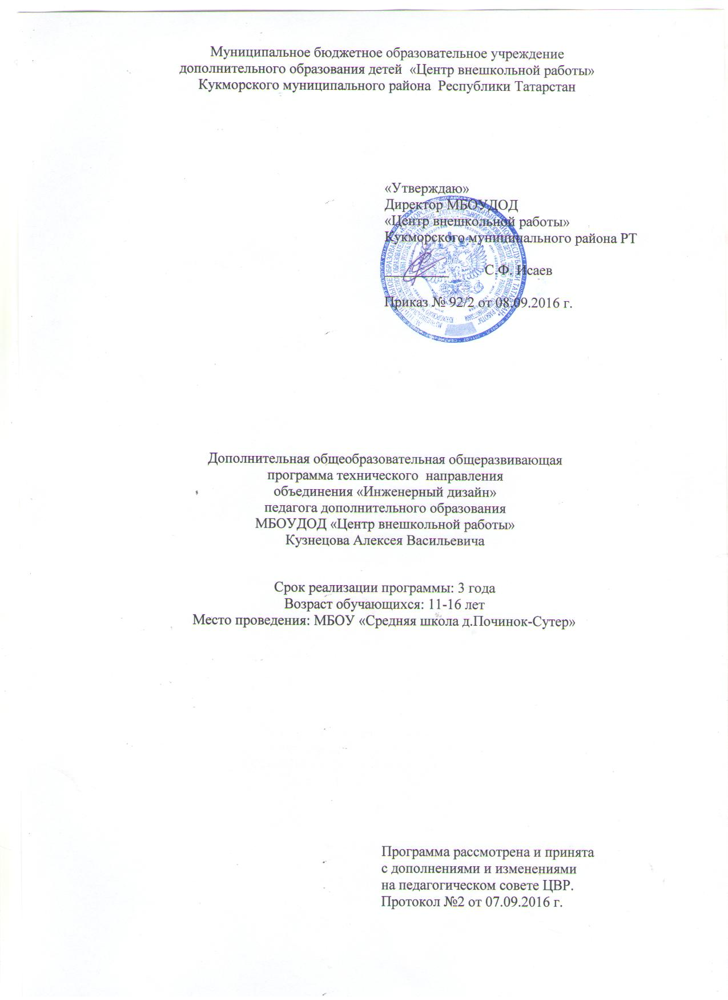 Муниципальное бюджетное образовательное учреждение
дополнительного образования детей «Центр внешкольной работы»
Кукморского муниципального района Республики Татарстан
«Утверждаю»
Директор МБОУДОД
«Центр внешкольной работы»
Кукморского муниципального района РТ
С.Ф. Исаев
Приказ № 92/2 от 08.09.2016 г.
Дополнительная общеобразовательная общеразвивающая
программа технического направления
объединения «Инженерный дизайн»
педагога дополнительного образования
МБОУДОД «Центр внешкольной работы»
Кузнецова Алексея Васильевича
Срок реализации программы: 3 года
Возраст обучающихся: 11-16 лет
Место проведения: МБОУ «Средняя школа д.Починок-Сутер»
Программа рассмотрена и принята
с дополнениями и изменениями
на педагогическом совете ЦВР.
Протокол №2 от 07.09.2016 г.